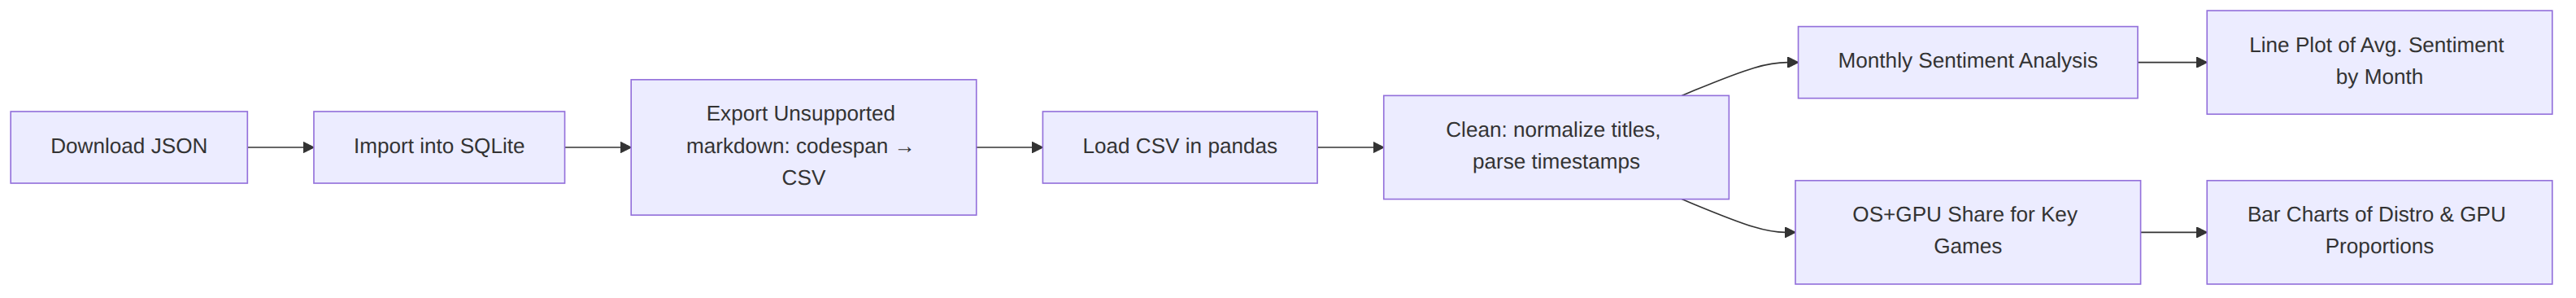 Download JSON
Import into SQLite
Export Unsupported
markdown: codespan →
CSV
Load CSV in pandas
Clean: normalize titles,
parse timestamps
Monthly Sentiment Analysis
Line Plot of Avg. Sentiment
by Month
OS+GPU Share for Key
Games
Bar Charts of Distro & GPU
Proportions